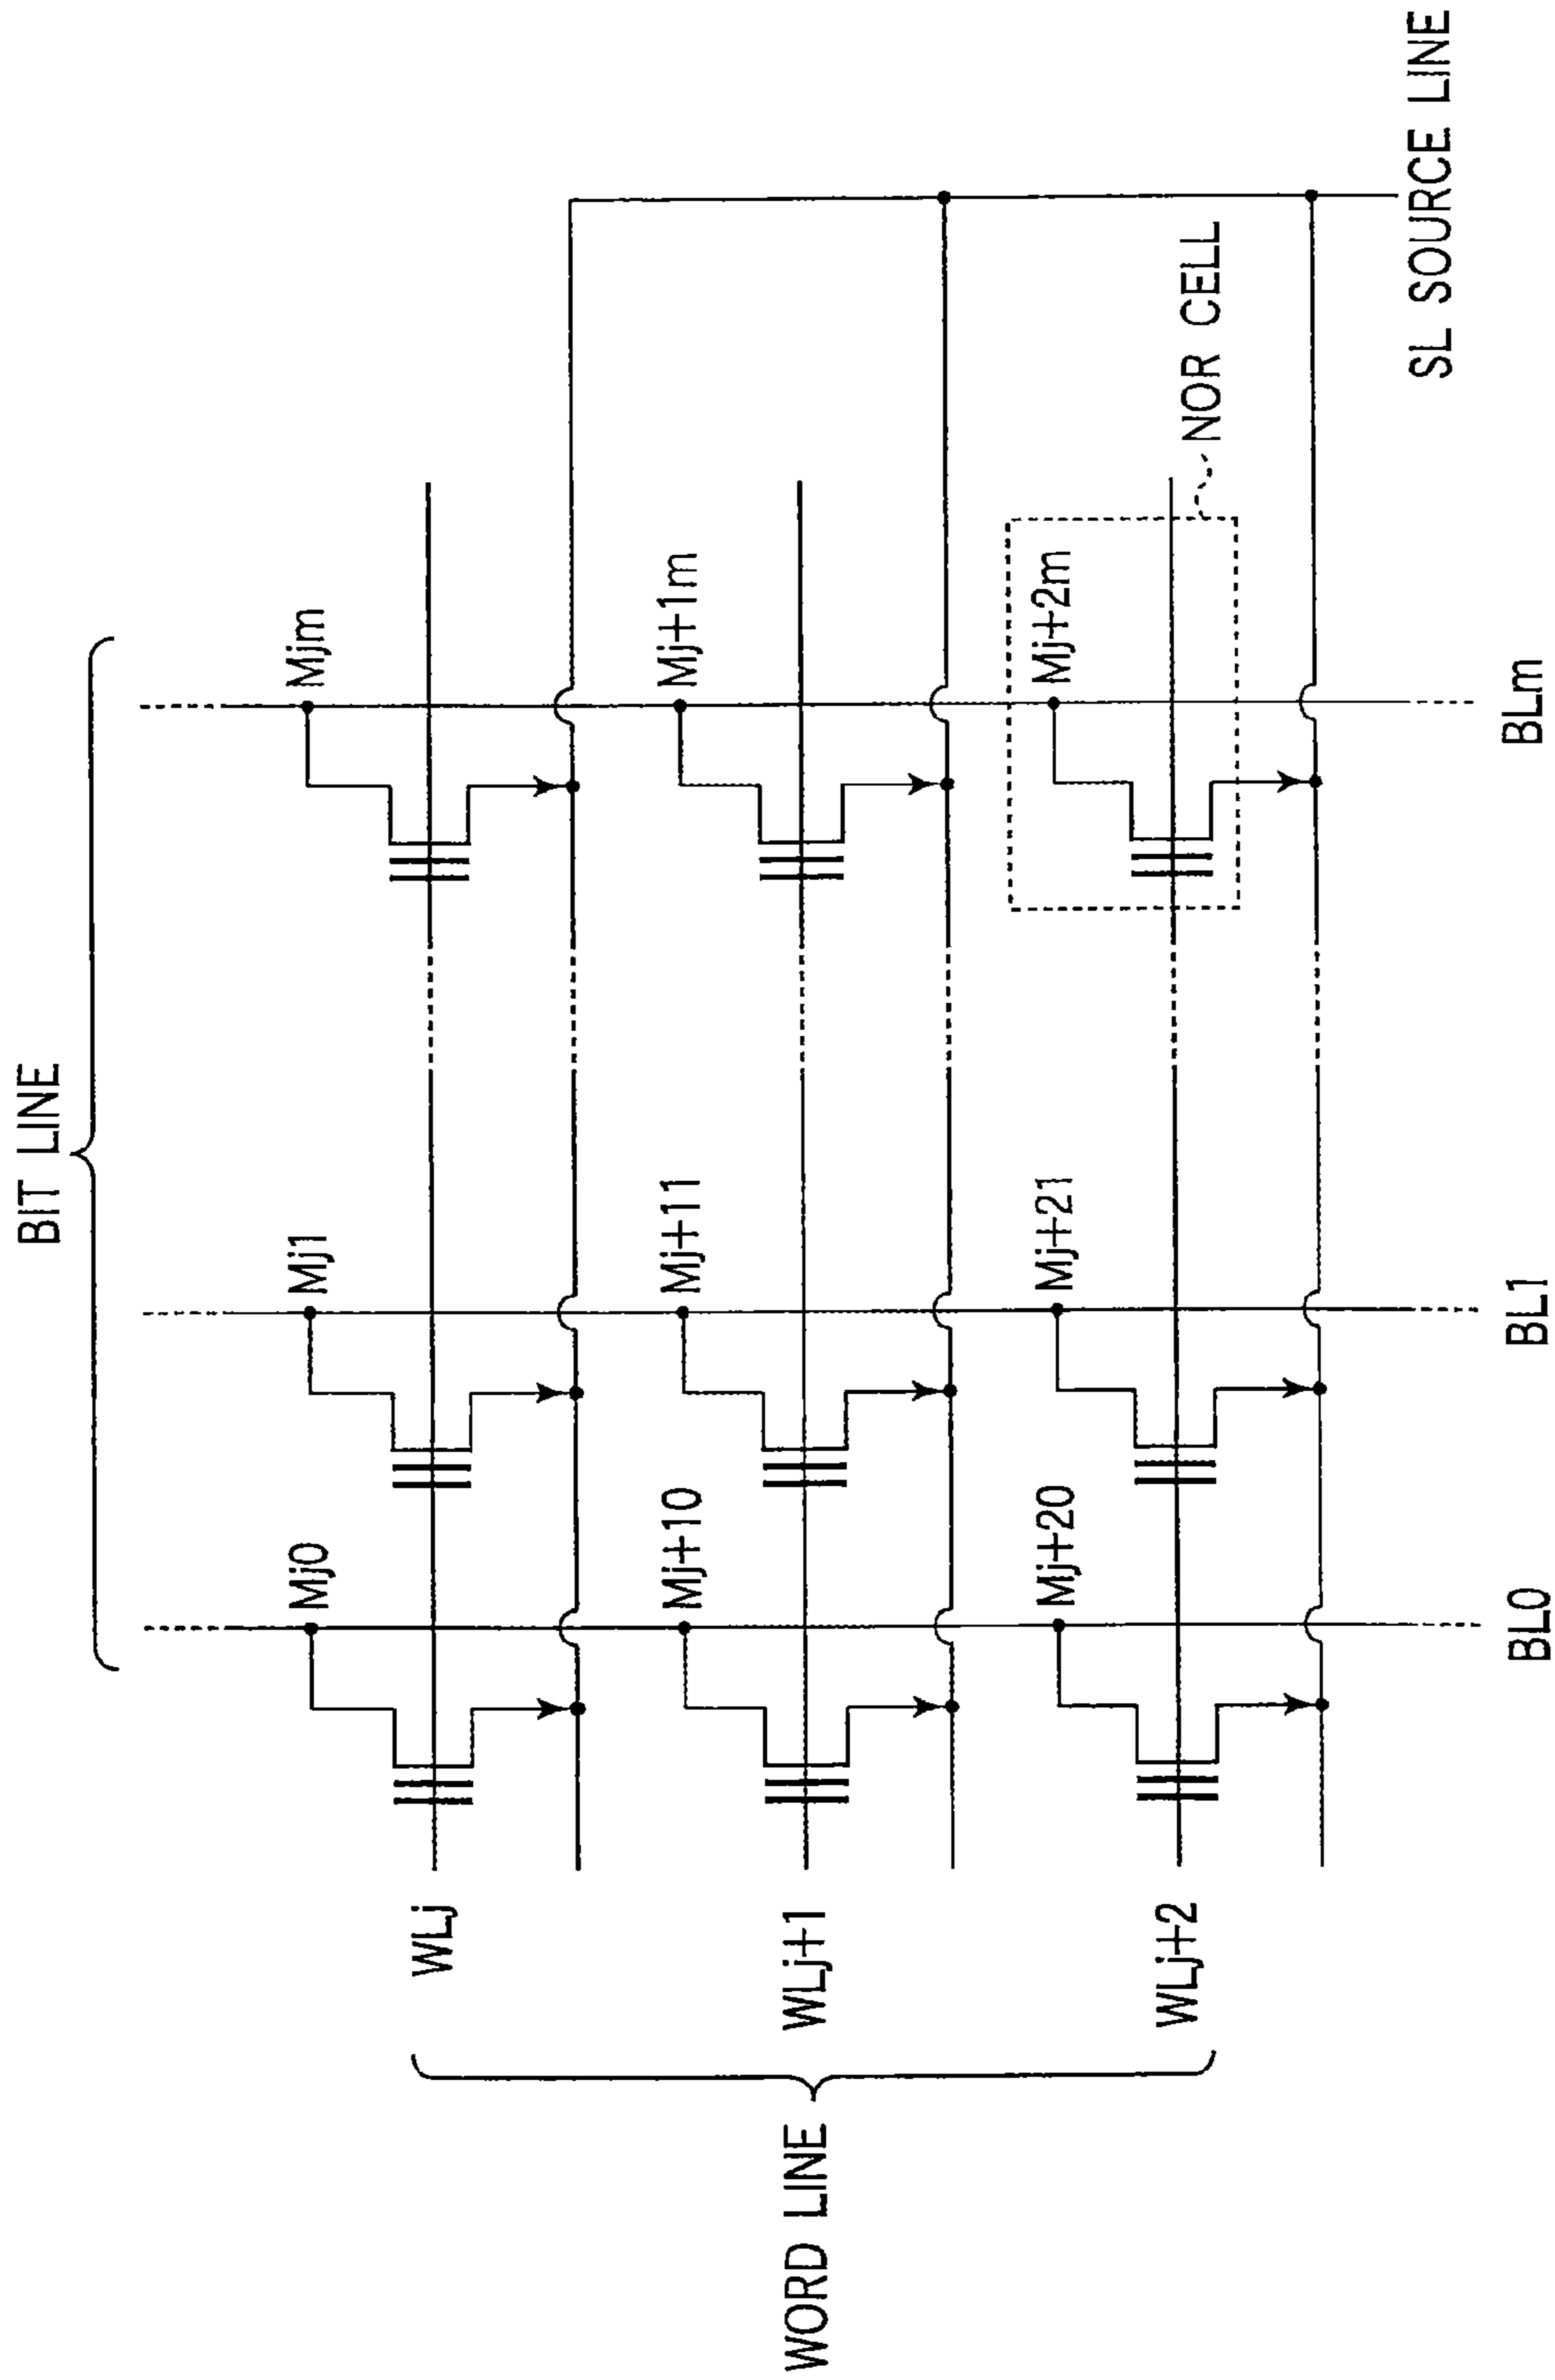 BIT LINE
Mj0
Mj1
Mjm
WLj
Mj+10
Mj+11
Mj+1m
WORD LINE
WLj+1
Mj+20
Mj+21
Mj+2m
NOR CELL
WLj+2
BL0
BL1
BLm
SL SOURCE LINE